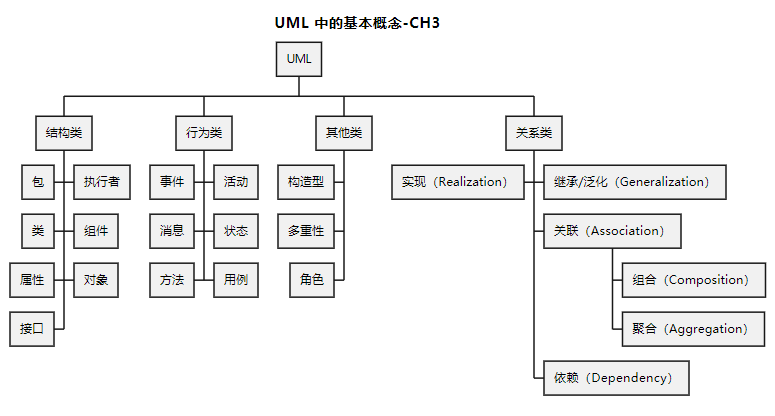 UML 中的基本概念-CH3
UML
结构类
行为类
其他类
关系类
包
执行者
事件
活动
构造型
实现（Realization）
继承/泛化（Generalization）
类
组件
消息
状态
多重性
关联（Association）
属性
对象
方法
用例
角色
组合（Composition）
接口
聚合（Aggregation）
依赖（Dependency）